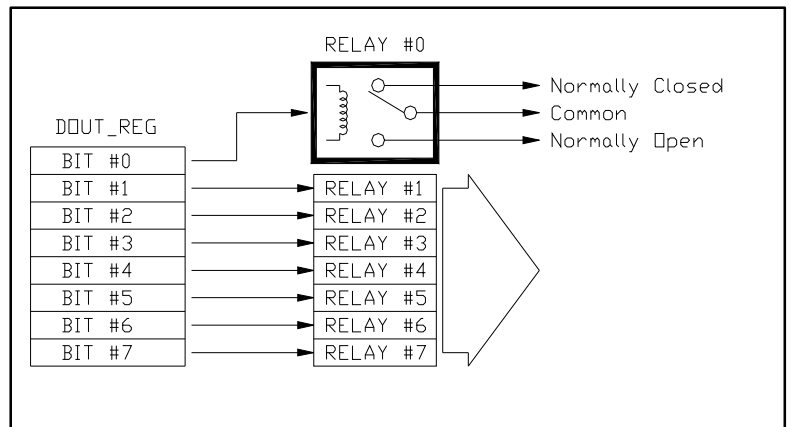 RELAY #0
Normally Closed
Common
Normally Open
DOUT_REG
BIT #0
BIT #1
RELAY #1
BIT #2
RELAY #2
BIT #3
RELAY #3
BIT #4
RELAY #4
BIT #5
RELAY #5
BIT #6
RELAY #6
BIT #7
RELAY #7